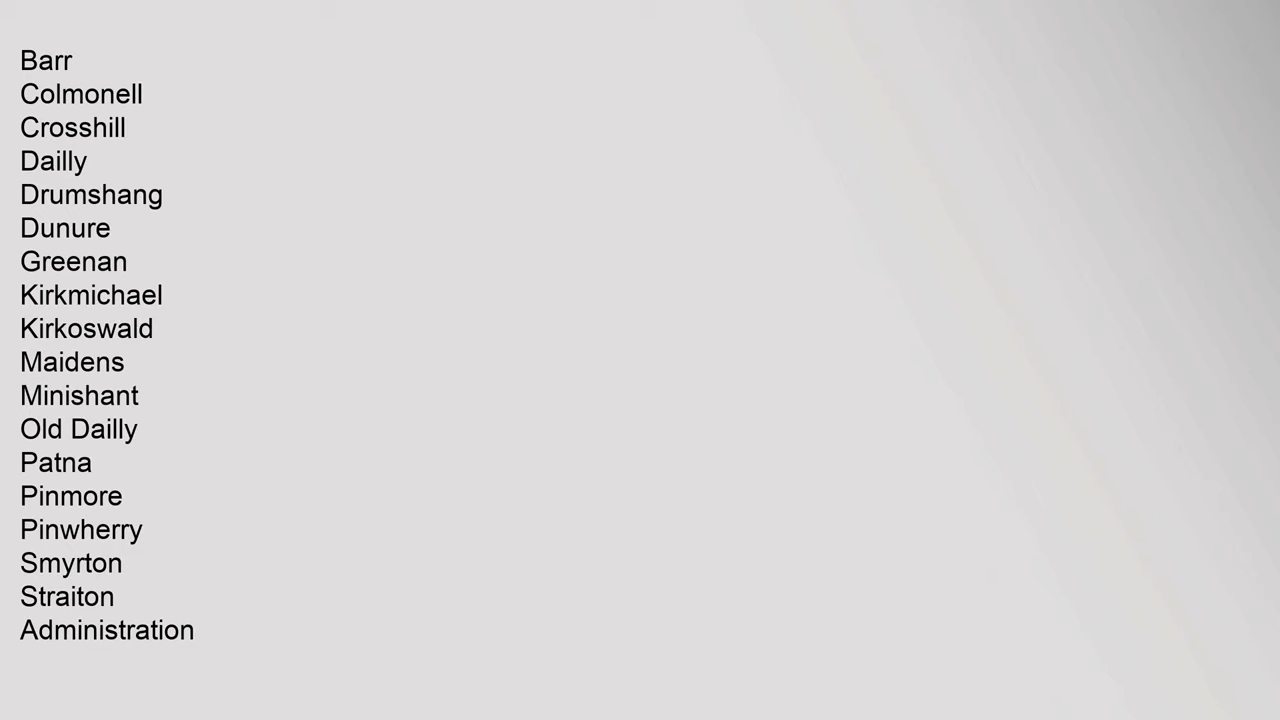 Barr
Colmonell
Crosshill
Dailly
Drumshang
Dunure
Greenan
Kirkmichael
Kirkoswald
Maidens
Minishant
Old Dailly
Patna
Pinmore
Pinwherry
Smyrton
Straiton
Administration